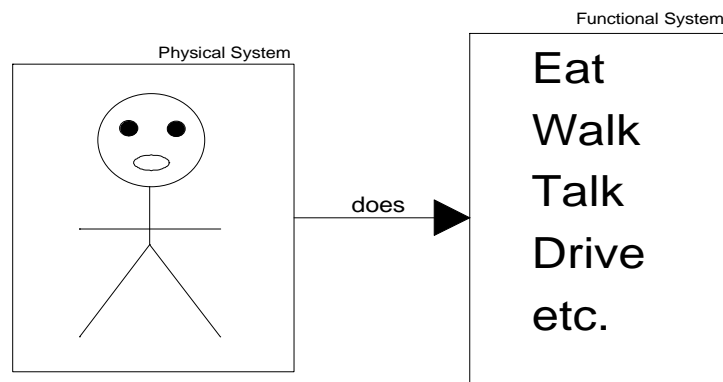 Functional System
Physical System
Eat
Walk
Talk
Drive
etc.
does